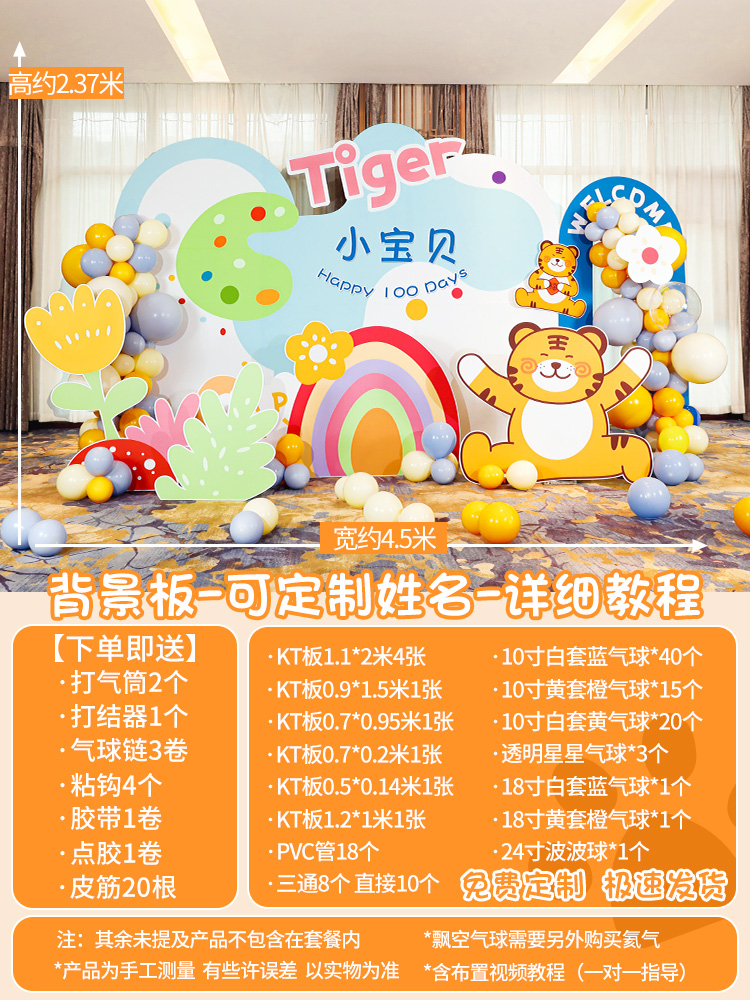 高约2.37米
Tiger
小宝贝
Happy 100 Days
WELCOME
宽约4.5米
背景板-可定制姓名-详细教程
【下单即送】
·打气筒2个
·打结器1个
·气球链3卷
·粘钩4个
·胶带1卷
·点胶1卷
·皮筋20根
·KT板1.1*2米4张
·KT板0.9*1.5米1张
·KT板0.7*0.95米1张
·KT板0.7*0.2米1张
·KT板0.5*0.14米1张
·KT板1.2*1米1张
·PVC管18个
·三通8个 直接10个
·10寸白套蓝气球*40个
·10寸黄套橙气球*15个
·10寸白套黄气球*20个
·透明星星气球*3个
·18寸白套蓝气球*1个
·18寸黄套橙气球*1个
·24寸波波球*1个
免费定制 极速发货
注：其余未提及产品不包含在套餐内
*飘空气球需要另外购买氦气
*产品为手工测量 有些许误差 以实物为准
*含布置视频教程（一对一指导）